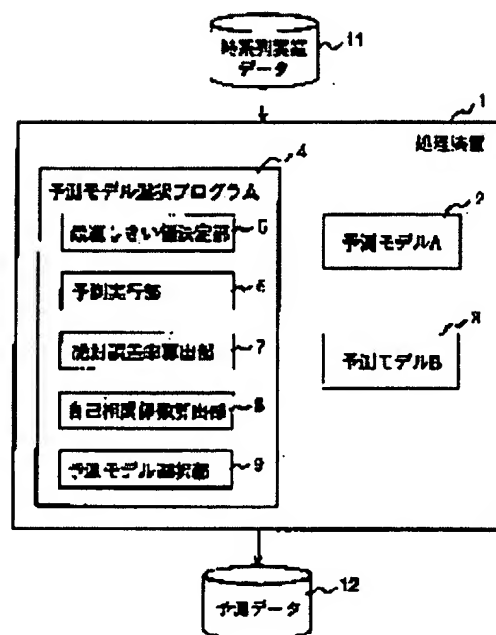 時系列実績
データ
11
1
処理装置
4
予測モデル選択プログラム
最適しきい値決定部
5
予測実行部
6
絶対誤差率算出部
7
自己相関係数算出部
8
予測モデル選択部
9
2
予測モデルA
3
予測モデルB
予測データ
12